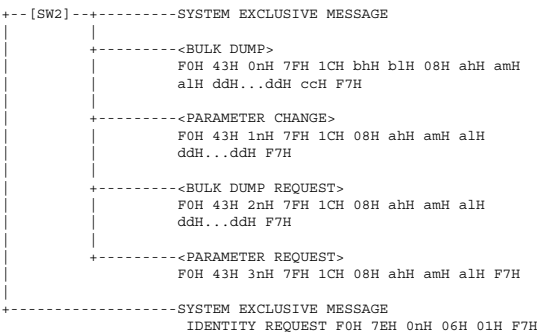 +--[SW2]--+---------SYSTEM EXCLUSIVE MESSAGE
|         |
|         +---------<BULK DUMP>
|         |         F0H 43H 0nH 7FH 1CH bhH blH 08H ahH amH
|         |         alH ddH...ddH ccH F7H
|         |
|         +---------<PARAMETER CHANGE>
|         |         F0H 43H 1nH 7FH 1CH 08H ahH amH alH
|         |         ddH...ddH F7H
|         |
|         +---------<BULK DUMP REQUEST>
|         |         F0H 43H 2nH 7FH 1CH 08H ahH amH alH
|         |         ddH...ddH F7H
|         |
|         +---------<PARAMETER REQUEST>
|                   F0H 43H 3nH 7FH 1CH 08H ahH amH alH F7H
|
+-------------------SYSTEM EXCLUSIVE MESSAGE
                     IDENTITY REQUEST F0H 7EH 0nH 06H 01H F7H